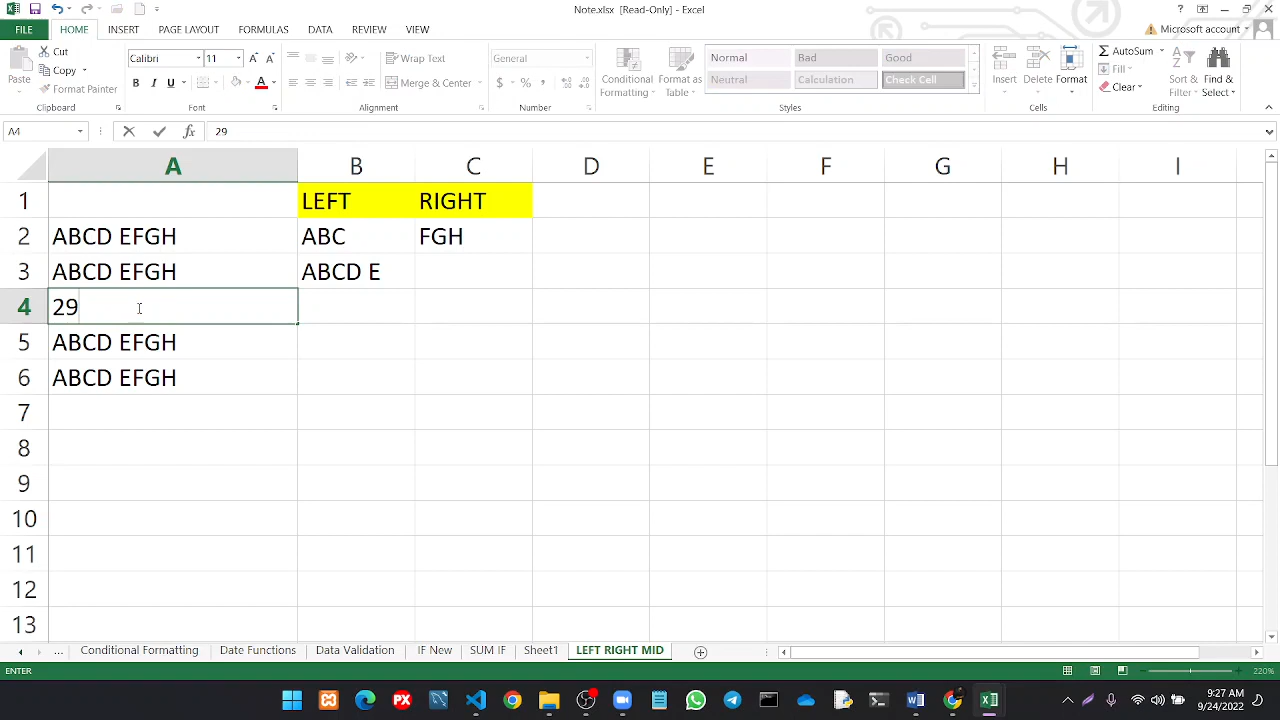 Note.xlsx [Read-Only] - Excel
FILE HOME INSERT PAGE LAYOUT FORMULAS DATA REVIEW VIEW Microsoft account
Paste Cut Copy Format Painter
Clipboard
Calibri 11
B I U A
Font
Wrap Text
Merge & Center
Alignment
General
$ % ,
Number
Conditional Formatting Format as Table
Normal Bad Good
Neutral Calculation Check Cell
Styles
Insert Delete Format
Cells
AutoSum
Fill
Clear
Sort & Filter Find & Select
Editing
A4 fx 29
A B C D E F G H I
1 LEFT RIGHT
2 ABCD EFGH ABC FGH
3 ABCD EFGH ABCD E
4 29
5 ABCD EFGH
6 ABCD EFGH
7
8
9
10
11
12
13
... Conditional Formatting Date Functions Data Validation IF New SUM IF Sheet1 LEFT RIGHT MID
ENTER 220%
9:27 AM
9/24/2022